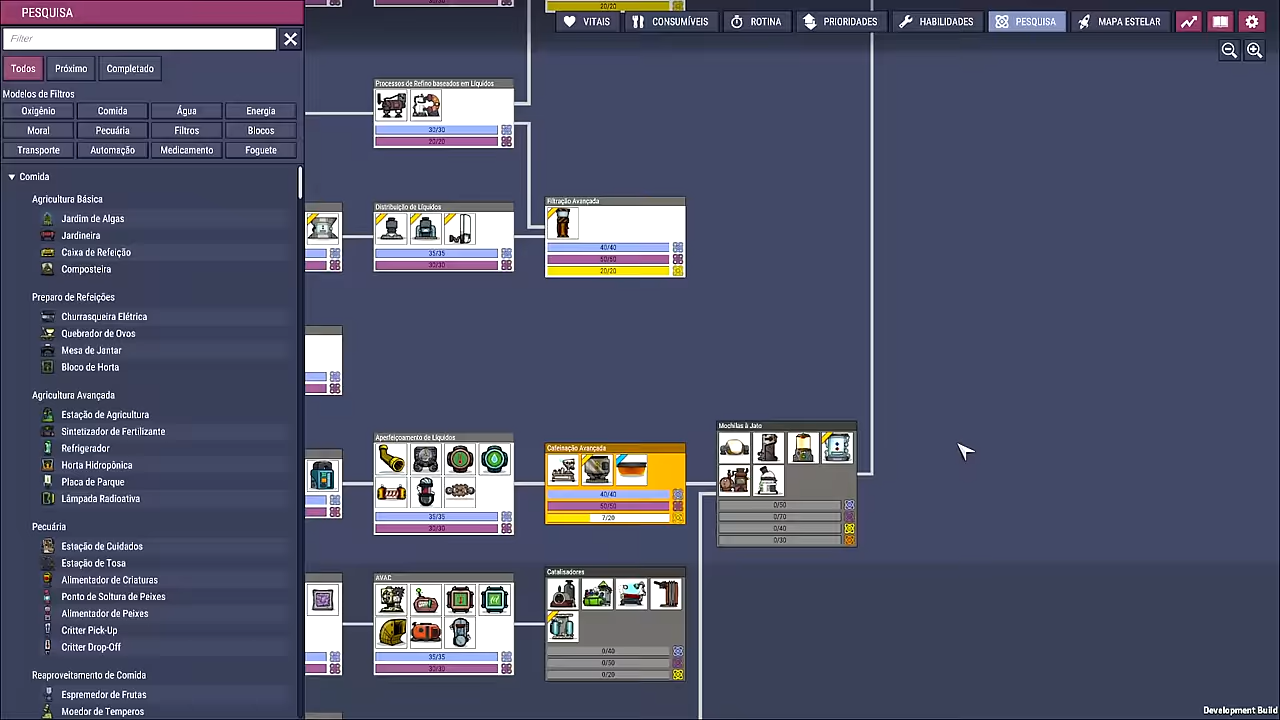 PESQUISA
VITAIS
CONSUMÍVEIS
ROTINA
PRIORIDADES
HABILIDADES
PESQUISA
MAPA ESTELAR
Filter
Todos
Próximo
Completado
Modelos de Filtros
Oxigênio
Comida
Água
Energia
Moral
Pecuária
Filtros
Blocos
Transporte
Automação
Medicamento
Foguete
Comida
Agricultura Básica
Jardim de Algas
Jardineira
Caixa de Refeição
Composteira
Preparo de Refeições
Churrasqueira Elétrica
Quebrador de Ovos
Mesa de Jantar
Bloco de Horta
Agricultura Avançada
Estação de Agricultura
Sintetizador de Fertilizante
Refrigerador
Horta Hidropônica
Placa de Parque
Lâmpada Radioativa
Pecuária
Estação de Cuidados
Estação de Tosa
Alimentador de Criaturas
Ponto de Soltura de Peixes
Alimentador de Peixes
Critter Pick-Up
Critter Drop-Off
Reaproveitamento de Comida
Espremedor de Frutas
Moedor de Temperos
20/20
Processos de Refino baseados em Líquidos
30/30
20/20
Distribuição de Líquidos
35/35
30/30
Filtração Avançada
40/40
50/50
20/20
Aperfeiçoamento de Líquidos
35/35
30/30
Cafeinação Avançada
40/40
50/50
7/20
Mochilas à Jato
0/50
0/70
0/40
0/30
AVAC
35/35
30/30
Catalisadores
0/40
0/50
0/20
Development Build